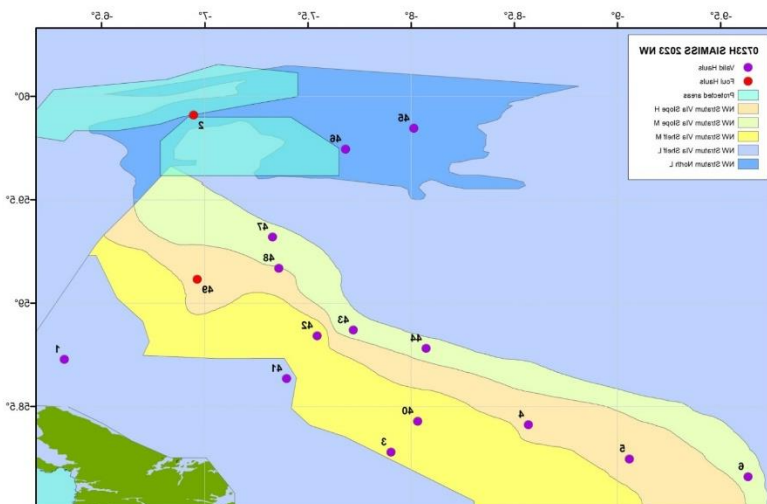 -6.5° -7° -7.5° -8° -8.5° -9° -9.5°
0723H SIAMISS 2023 NW
Valid Hauls
Foul Hauls
Protected areas
NW Stratum VIa Slope H
NW Stratum VIa Slope M
NW Stratum VIa Shelf M
NW Stratum VIa Shelf L
NW Stratum North L
60°
2
45
46
59.5°
47
48
49
59°
42
43
44
1
41
58.5°
40
4
3
5
6